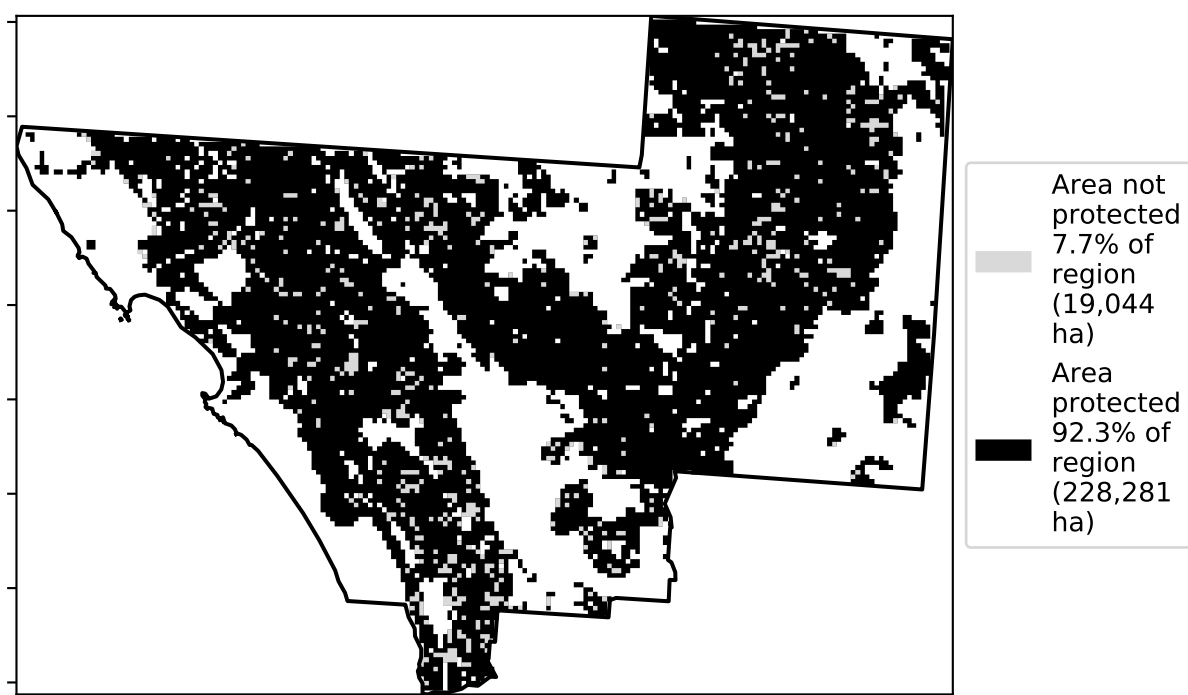 Area not
protected
7.7% of
region
(19,044
ha)
Area
protected
92.3% of
region
(228,281
ha)